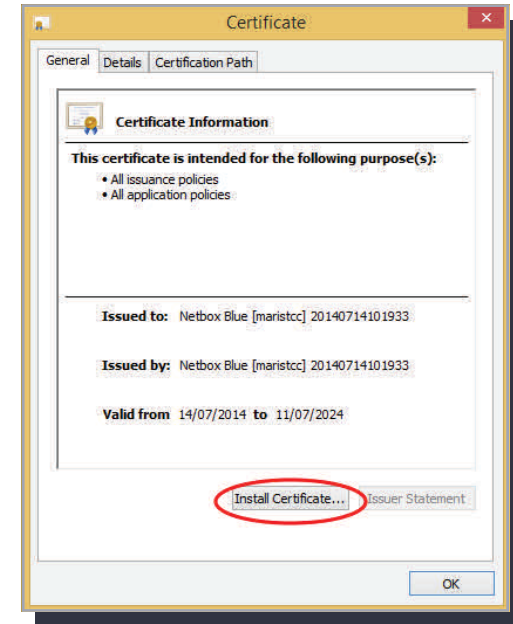 Certificate
General Details Certification Path
Certificate Information
This certificate is intended for the following purpose(s):
• All issuance policies
• All application policies
Issued to: Netbox Blue [maristcc] 20140714101933
Issued by: Netbox Blue [maristcc] 20140714101933
Valid from 14/07/2014 to 11/07/2024
Install Certificate... Issuer Statement
OK